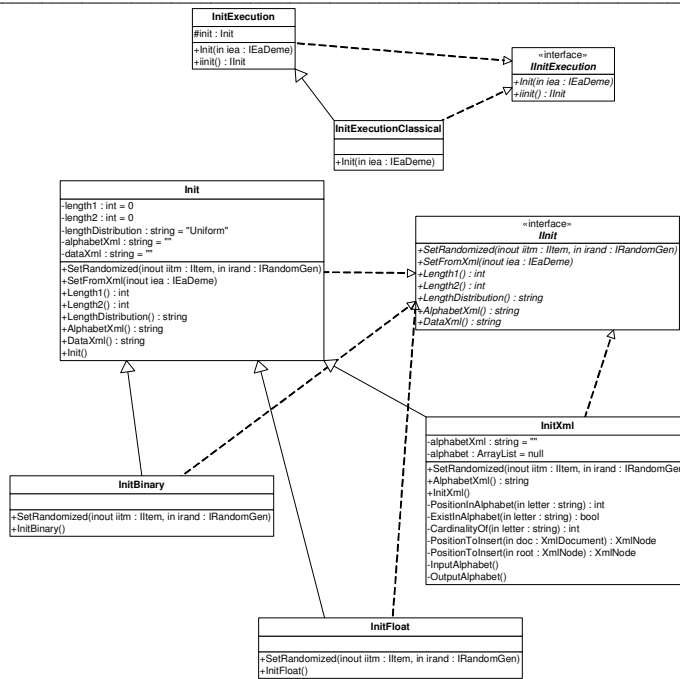 InitExecution
#init : Init
+Init(in iea : IEaDeme)
+iinit() : IInit
«interface»
IInitExecution
+Init(in iea : IEaDeme)
+iinit() : IInit
InitExecutionClassical
+Init(in iea : IEaDeme)
Init
-length1 : int = 0
-length2 : int = 0
-lengthDistribution : string = "Uniform"
-alphabetXml : string = ""
-dataXml : string = ""
+SetRandomized(inout iitm : IItem, in irand : IRandomGen)
+SetFromXml(inout iea : IEaDeme)
+Length1() : int
+Length2() : int
+LengthDistribution() : string
+AlphabetXml() : string
+DataXml() : string
+Init()
«interface»
IInit
+SetRandomized(inout iitm : IItem, in irand : IRandomGen)
+SetFromXml(inout iea : IEaDeme)
+Length1() : int
+Length2() : int
+LengthDistribution() : string
+AlphabetXml() : string
+DataXml() : string
InitXml
-alphabetXml : string = ""
-alphabet : ArrayList = null
+SetRandomized(inout iitm : IItem, in irand : IRandomGen
+AlphabetXml() : string
+InitXml()
-PositionInAlphabet(in letter : string) : int
-ExistInAlphabet(in letter : string) : bool
-CardinalityOf(in letter : string) : int
-PositionToInsert(in doc : XmlDocument) : XmlNode
-PositionToInsert(in root : XmlNode) : XmlNode
-InputAlphabet()
-OutputAlphabet()
InitBinary
+SetRandomized(inout iitm : IItem, in irand : IRandomGen)
+InitBinary()
InitFloat
+SetRandomized(inout iitm : IItem, in irand : IRandomGen)
+InitFloat()